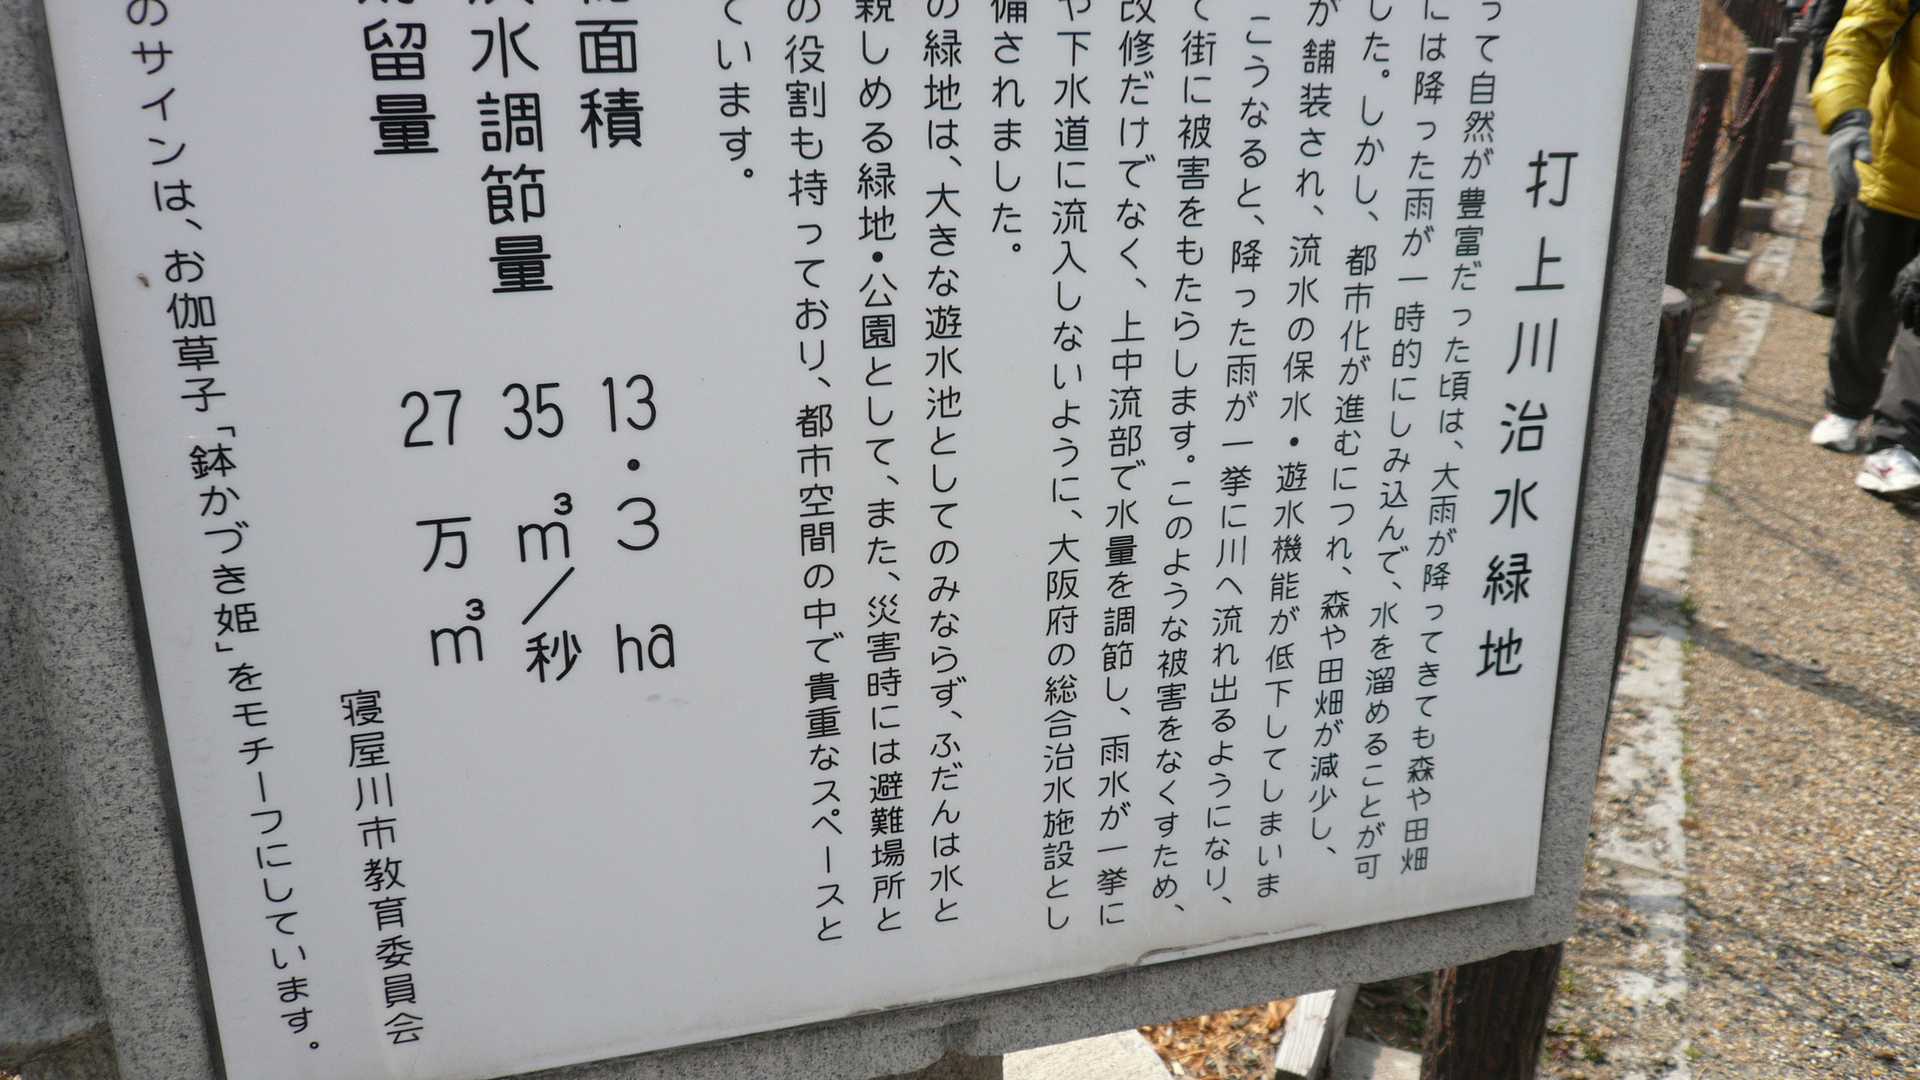 打上川治水緑地
って自然が豊富だった頃は、大雨が降ってきても森や田畑
には降った雨が一時的にしみ込んで、水を溜めることが可
した。しかし、都市化が進むにつれ、森や田畑が減少し、
が舗装され、流水の保水・遊水機能が低下してしまいま
こうなると、降った雨が一挙に川へ流れ出るようになり、
て街に被害をもたらします。このような被害をなくすため、
改修だけでなく、上中流部で水量を調節し、雨水が一挙に
や下水道に流入しないように、大阪府の総合治水施設とし
備されました。
の緑地は、大きな遊水池としてのみならず、ふだんは水と
親しめる緑地・公園として、また、災害時には避難場所と
の役割も持っており、都市空間の中で貴重なスペースと
ています。
面積 13・3 ha
水調節量 35 m³／秒
留量 27 万 m³
寝屋川市教育委員会
のサインは、お伽草子「鉢かづき姫」をモチーフにしています。